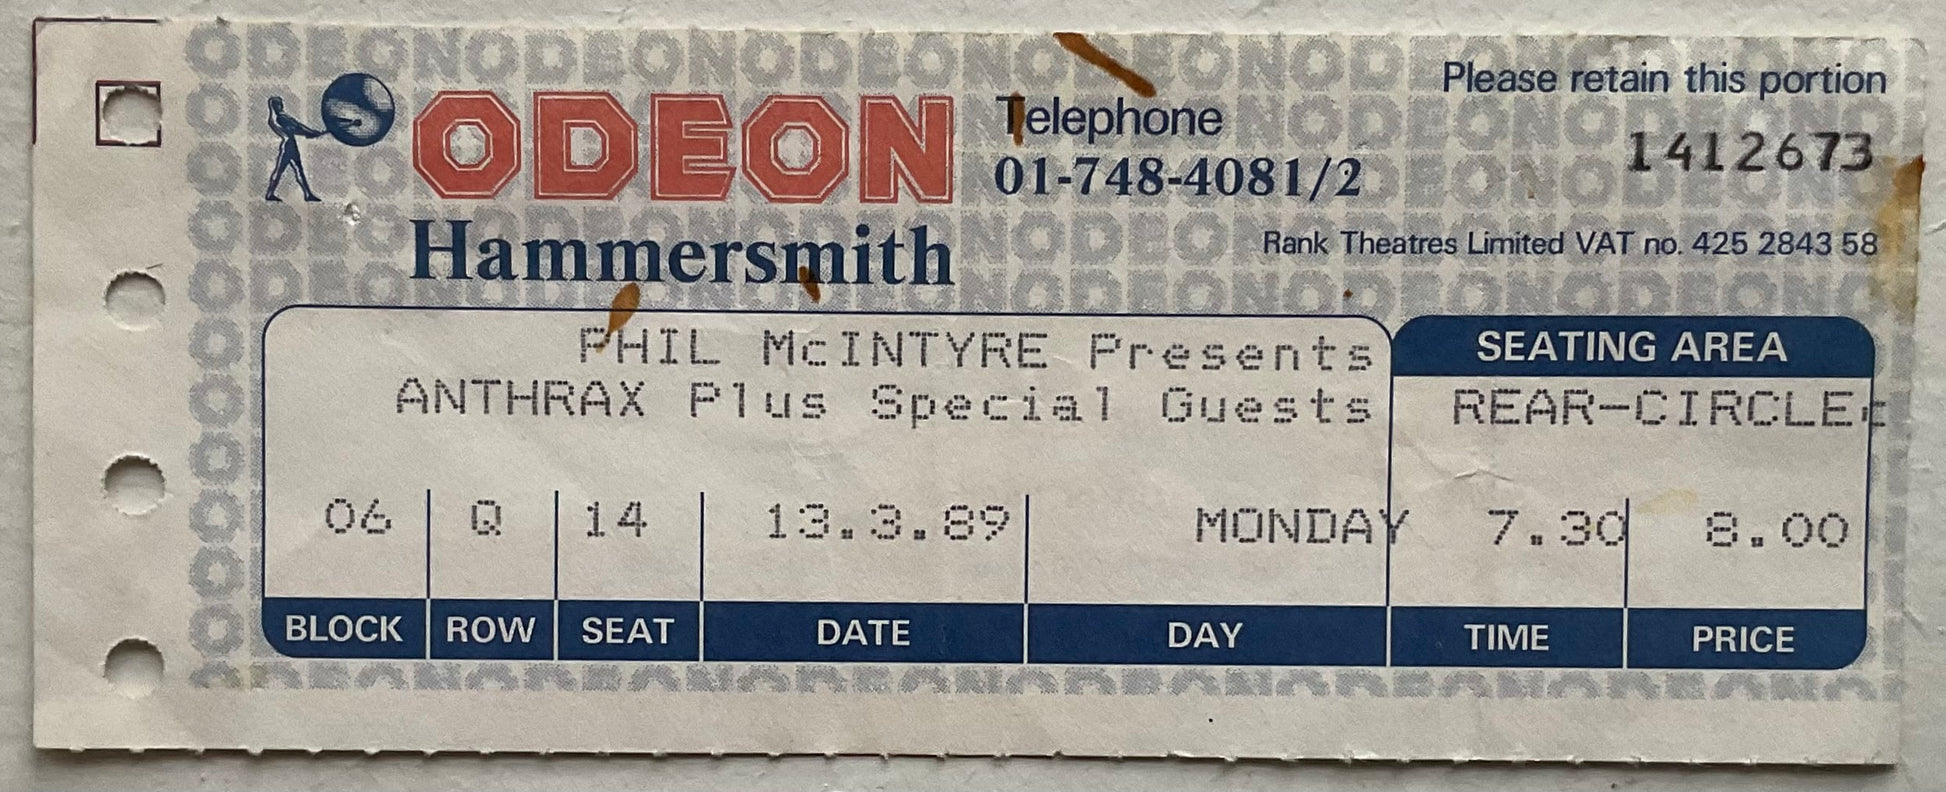 ODEON
Hammersmith
Telephone
01-748-4081/2
Please retain this portion
1412673
Rank Theatres Limited VAT no. 425 2843 58
PHIL McINTYRE Presents
ANTHRAX Plus Special Guests
SEATING AREA
REAR-CIRCLE
06 Q 14 13.3.89 MONDAY 7.30 8.00
BLOCK ROW SEAT DATE DAY TIME PRICE